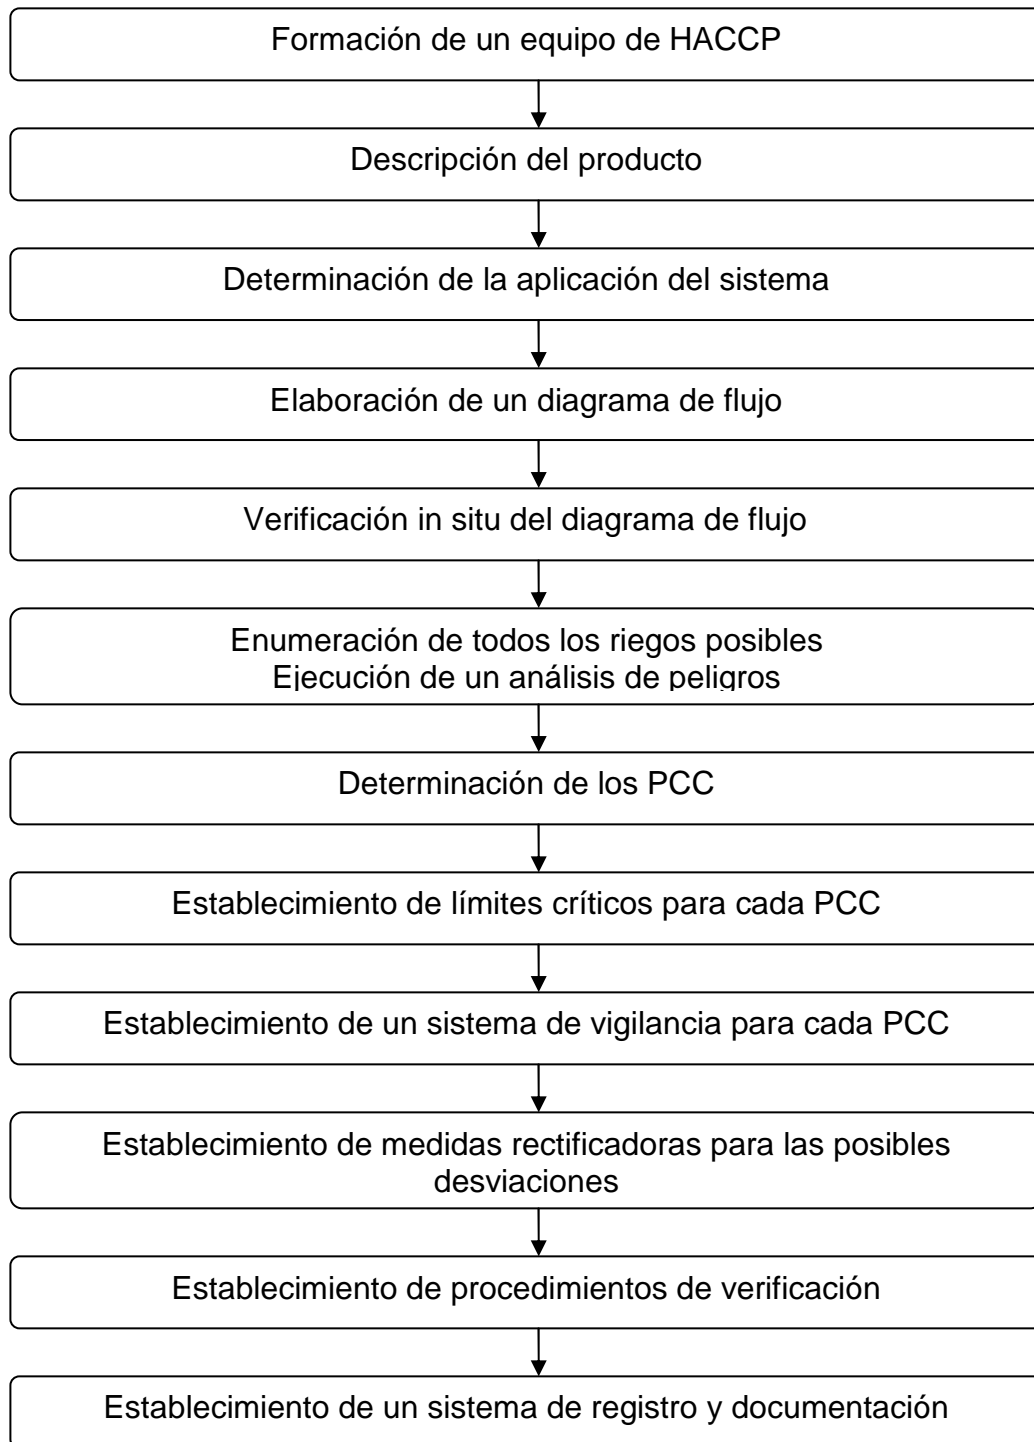 Formación de un equipo de HACCP
Descripción del producto
Determinación de la aplicación del sistema
Elaboración de un diagrama de flujo
Verificación in situ del diagrama de flujo
Enumeración de todos los riegos posibles
Ejecución de un análisis de peligros
Determinación de los PCC
Establecimiento de límites críticos para cada PCC
Establecimiento de un sistema de vigilancia para cada PCC
Establecimiento de medidas rectificadoras para las posibles
desviaciones
Establecimiento de procedimientos de verificación
Establecimiento de un sistema de registro y documentación